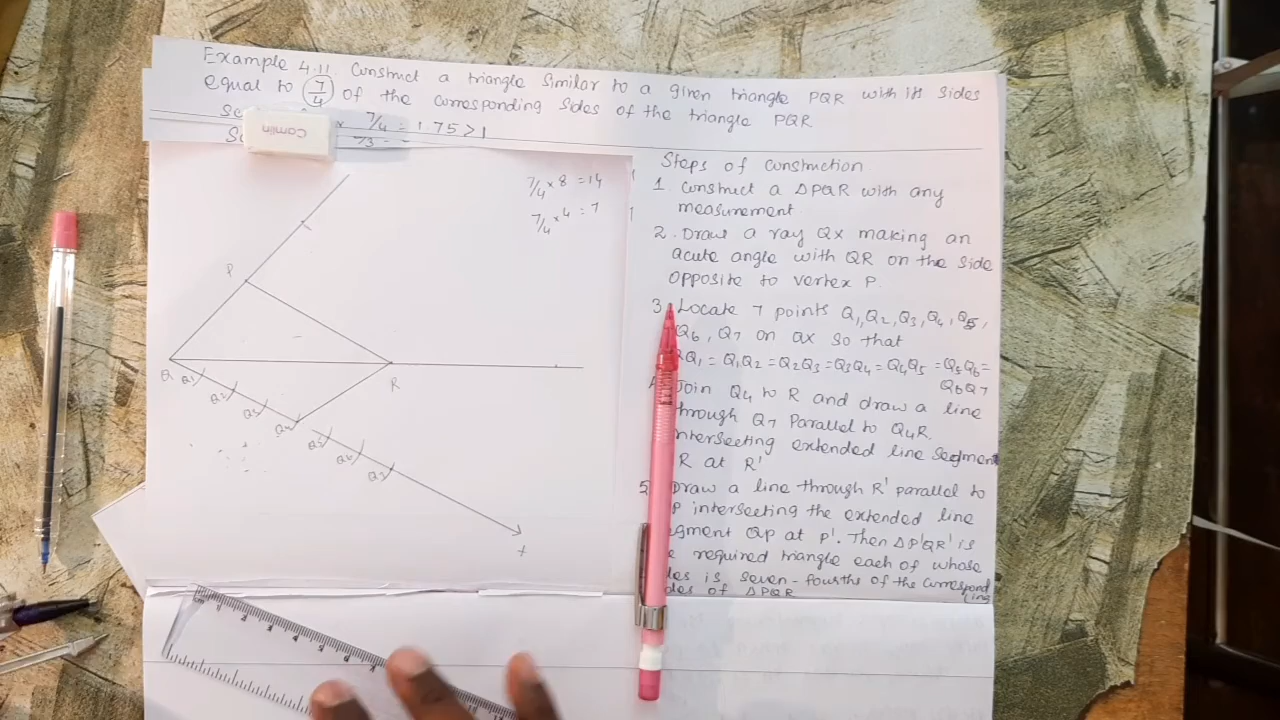 Example 4.11 Construct a triangle Similar to a given triangle PQR with its sides
equal to 7/4 of the corresponding sides of the triangle PQR
7/4 = 1.75 > 1
Camlin
7/4 × 8 = 14
7/4 × 4 = 7
P
Q
R
Q1
Q2
Q3
Q4
Q5
Q6
Q7
x
Steps of construction
1 Construct a ΔPQR with any
measurement.
2. Draw a ray Qx making an
acute angle with QR on the side
opposite to vertex P.
3. Locate 7 points Q1, Q2, Q3, Q4, Q5,
Q6, Q7 on Qx so that
QQ1 = Q1Q2 = Q2Q3 = Q3Q4 = Q4Q5 = Q5Q6 =
Q6Q7
Join Q4 to R and draw a line
through Q7 Parallel to Q4R.
intersecting extended line segment
R at R'
5 Draw a line through R' parallel to
P intersecting the extended line
segment QP at P'. Then ΔP'QR' is
required triangle each of whose
is seven-fourths of the correspond
ing
of ΔPQR